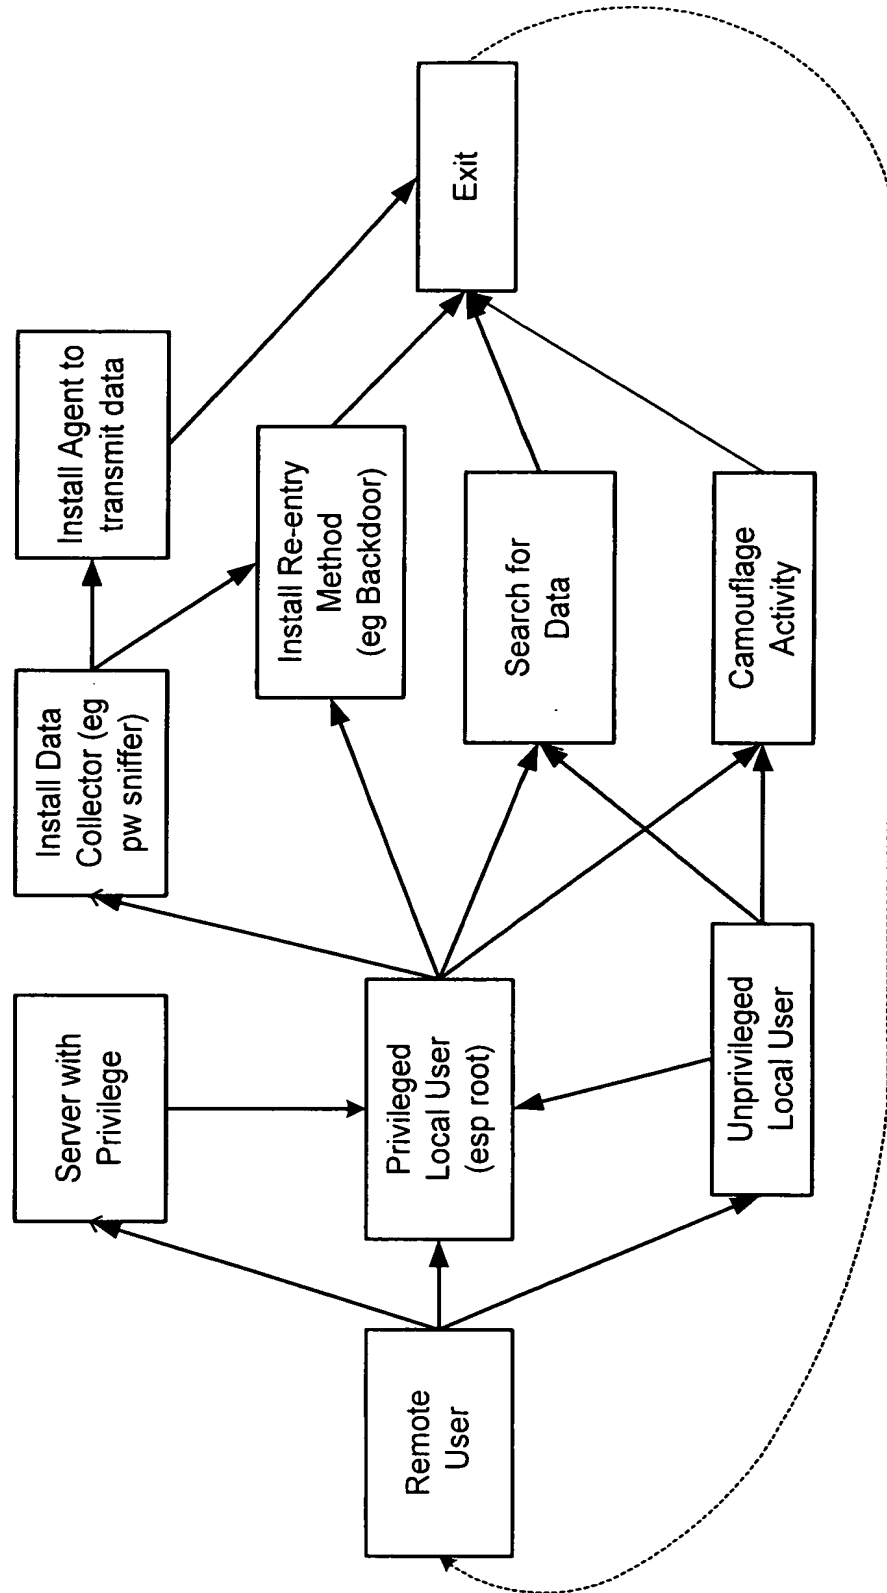 Remote
User
Server with
Privilege
Privileged
Local User
(esp root)
Unprivileged
Local User
Install Data
Collector (eg
pw sniffer)
Install Agent to
transmit data
Install Re-entry
Method
(eg Backdoor)
Search for
Data
Camouflage
Activity
Exit